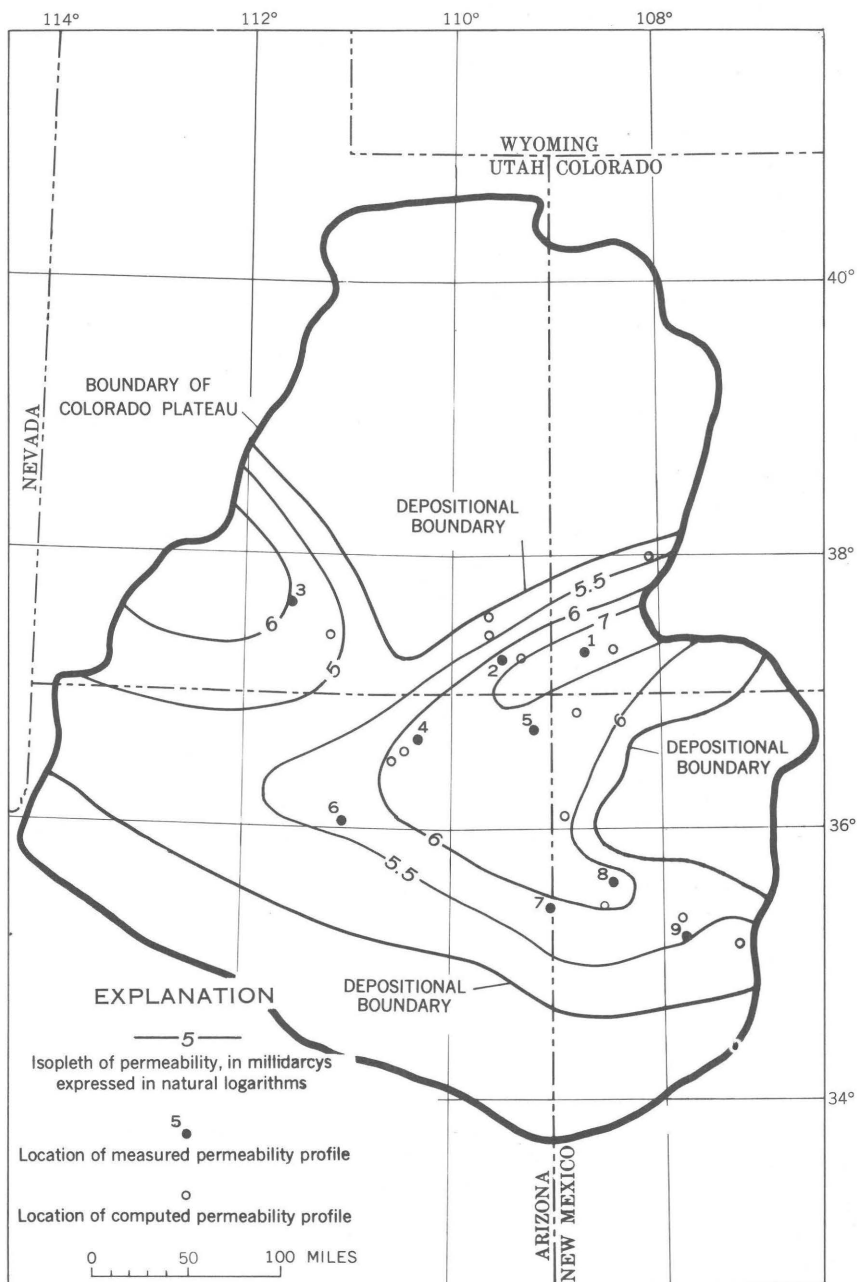 114°
112°
110°
108°
WYOMING
UTAH COLORADO
40°
BOUNDARY OF
COLORADO PLATEAU
NEVADA
DEPOSITIONAL
BOUNDARY
38°
5.5
6
7
3
1
6
2
5
4
5
6
DEPOSITIONAL
BOUNDARY
6
36°
5.5
8
7
9
EXPLANATION
DEPOSITIONAL
BOUNDARY
5
Isopleth of permeability, in millidarcys
expressed in natural logarithms
34°
5
Location of measured permeability profile
ARIZONA
NEW MEXICO
Location of computed permeability profile
0 50 100 MILES